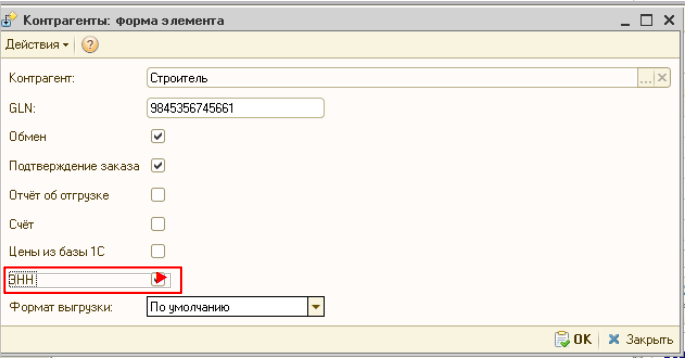 Контрагенты: форма элемента
Действия
Контрагент: Строитель
GLN: 9845356745661
Обмен
Подтверждение заказа
Отчёт об отгрузке
Счёт
Цены из базы 1С
ЭНН:
Формат выгрузки: По умолчанию
OK Закрыть